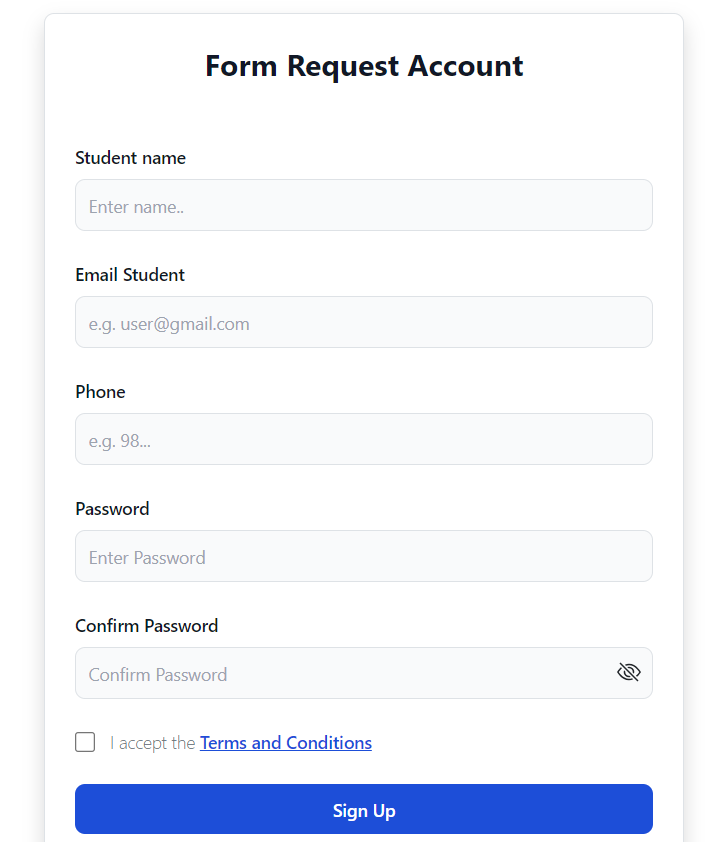 Form Request Account
Student name
Enter name..
Email Student
e.g. user@gmail.com
Phone
e.g. 98...
Password
Enter Password
Confirm Password
Confirm Password
I accept the Terms and Conditions
Sign Up